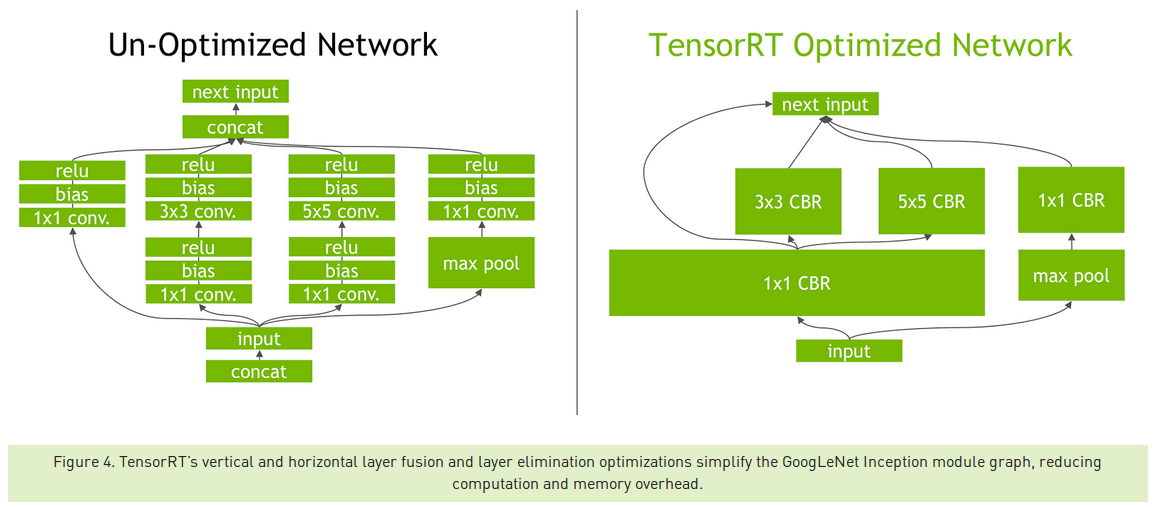 Un-Optimized Network
next input
concat
relu
bias
1x1 conv.
relu
bias
3x3 conv.
relu
bias
1x1 conv.
relu
bias
5x5 conv.
relu
bias
1x1 conv.
relu
bias
1x1 conv.
max pool
input
concat
TensorRT Optimized Network
next input
3x3 CBR
5x5 CBR
1x1 CBR
1x1 CBR
max pool
input
Figure 4. TensorRT's vertical and horizontal layer fusion and layer elimination optimizations simplify the GoogLeNet Inception module graph, reducing
computation and memory overhead.